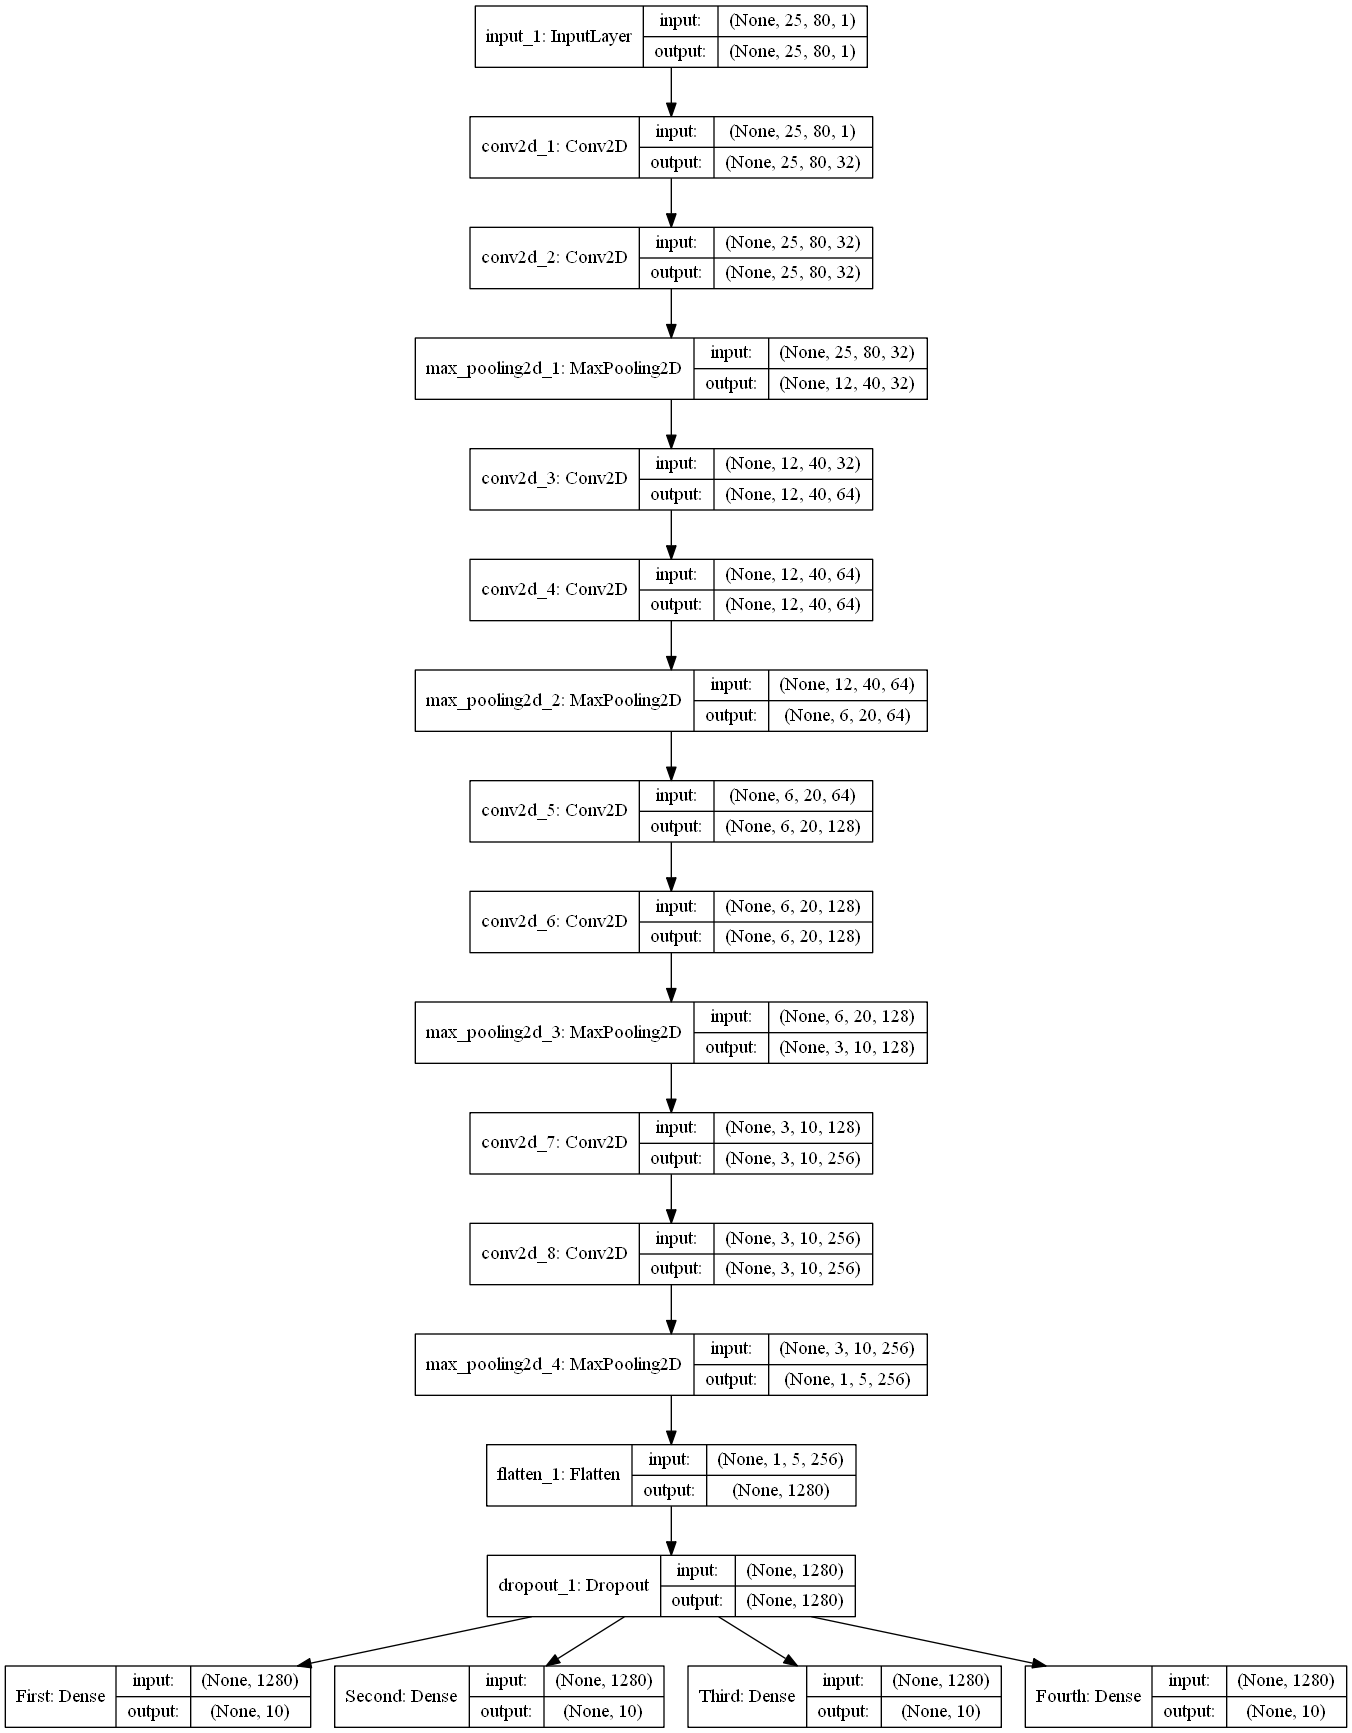 input_1: InputLayer
input: (None, 25, 80, 1)
output: (None, 25, 80, 1)
conv2d_1: Conv2D
input: (None, 25, 80, 1)
output: (None, 25, 80, 32)
conv2d_2: Conv2D
input: (None, 25, 80, 32)
output: (None, 25, 80, 32)
max_pooling2d_1: MaxPooling2D
input: (None, 25, 80, 32)
output: (None, 12, 40, 32)
conv2d_3: Conv2D
input: (None, 12, 40, 32)
output: (None, 12, 40, 64)
conv2d_4: Conv2D
input: (None, 12, 40, 64)
output: (None, 12, 40, 64)
max_pooling2d_2: MaxPooling2D
input: (None, 12, 40, 64)
output: (None, 6, 20, 64)
conv2d_5: Conv2D
input: (None, 6, 20, 64)
output: (None, 6, 20, 128)
conv2d_6: Conv2D
input: (None, 6, 20, 128)
output: (None, 6, 20, 128)
max_pooling2d_3: MaxPooling2D
input: (None, 6, 20, 128)
output: (None, 3, 10, 128)
conv2d_7: Conv2D
input: (None, 3, 10, 128)
output: (None, 3, 10, 256)
conv2d_8: Conv2D
input: (None, 3, 10, 256)
output: (None, 3, 10, 256)
max_pooling2d_4: MaxPooling2D
input: (None, 3, 10, 256)
output: (None, 1, 5, 256)
flatten_1: Flatten
input: (None, 1, 5, 256)
output: (None, 1280)
dropout_1: Dropout
input: (None, 1280)
output: (None, 1280)
First: Dense
input: (None, 1280)
output: (None, 10)
Second: Dense
input: (None, 1280)
output: (None, 10)
Third: Dense
input: (None, 1280)
output: (None, 10)
Fourth: Dense
input: (None, 1280)
output: (None, 10)